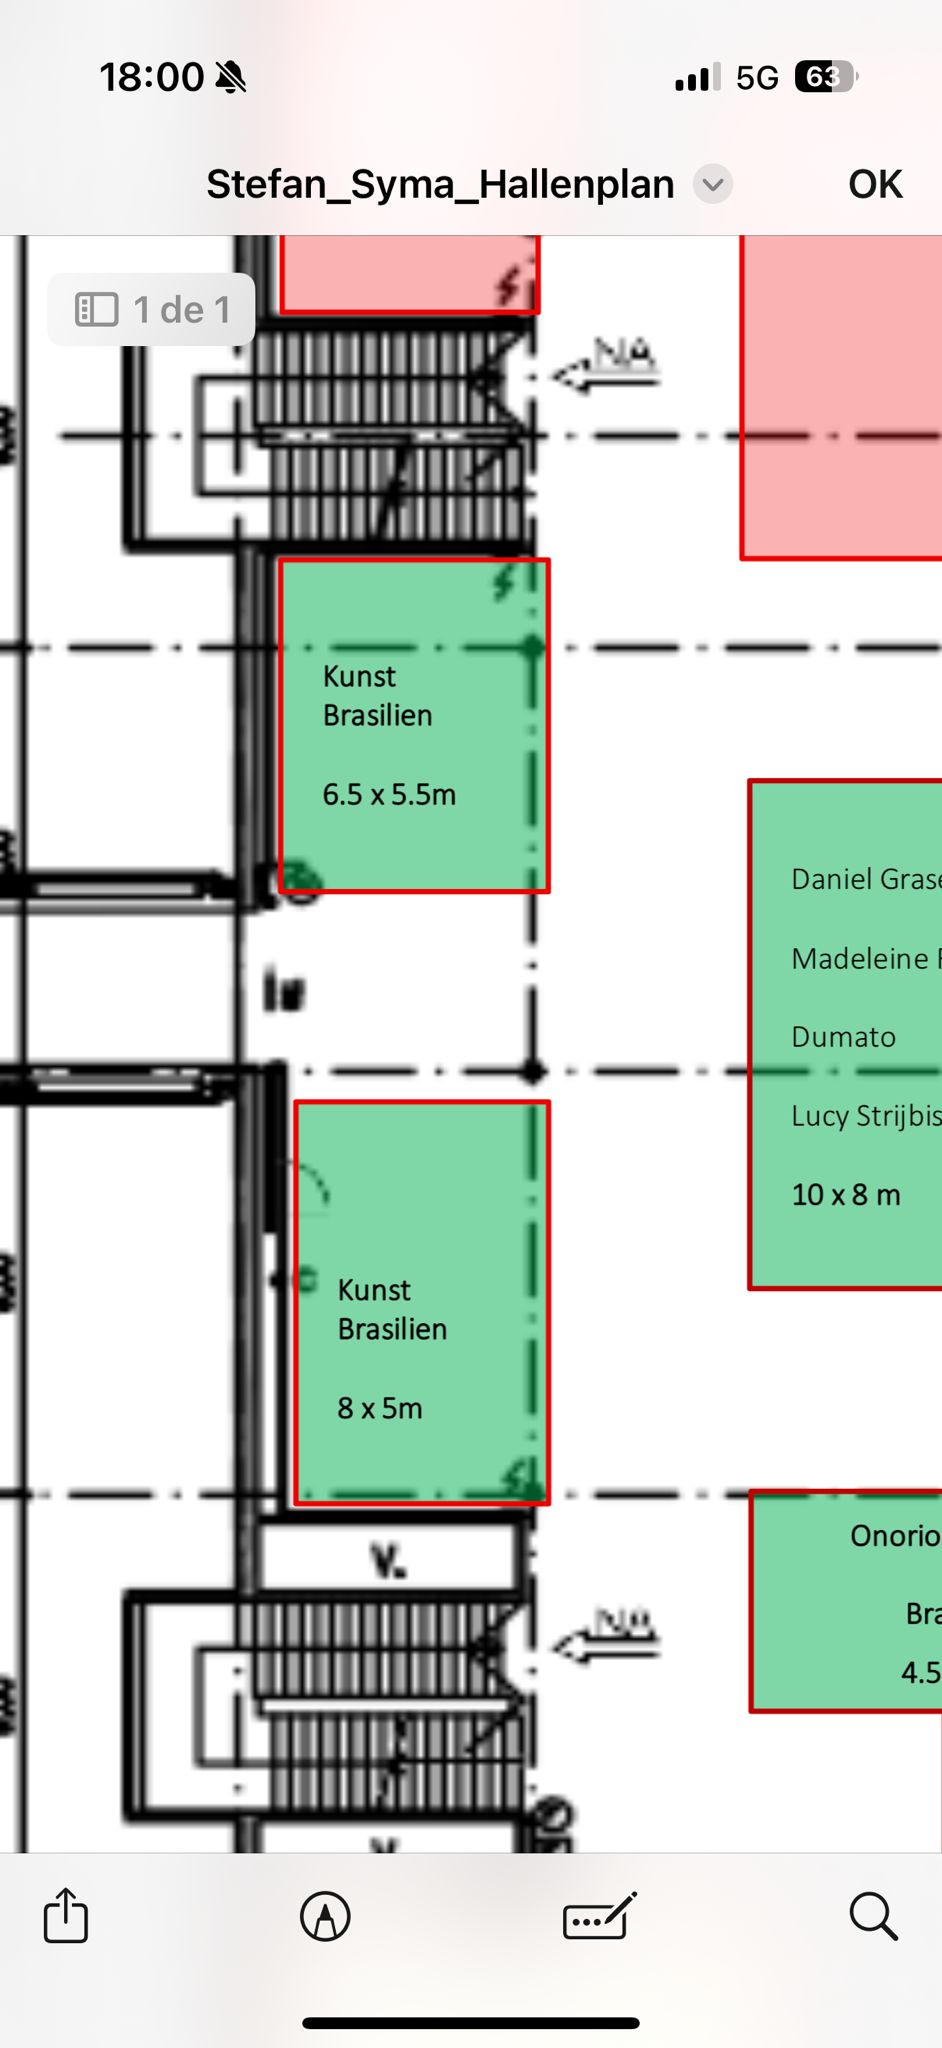 18:00
5G
63
Stefan_Syma_Hallenplan
OK
1 de 1
NA
Kunst
Brasilien
6.5 x 5.5m
Daniel Grase
Madeleine
Dumato
Lucy Strijbis
10 x 8 m
Kunst
Brasilien
8 x 5m
V.
Onorio
Bra
4.5
NA